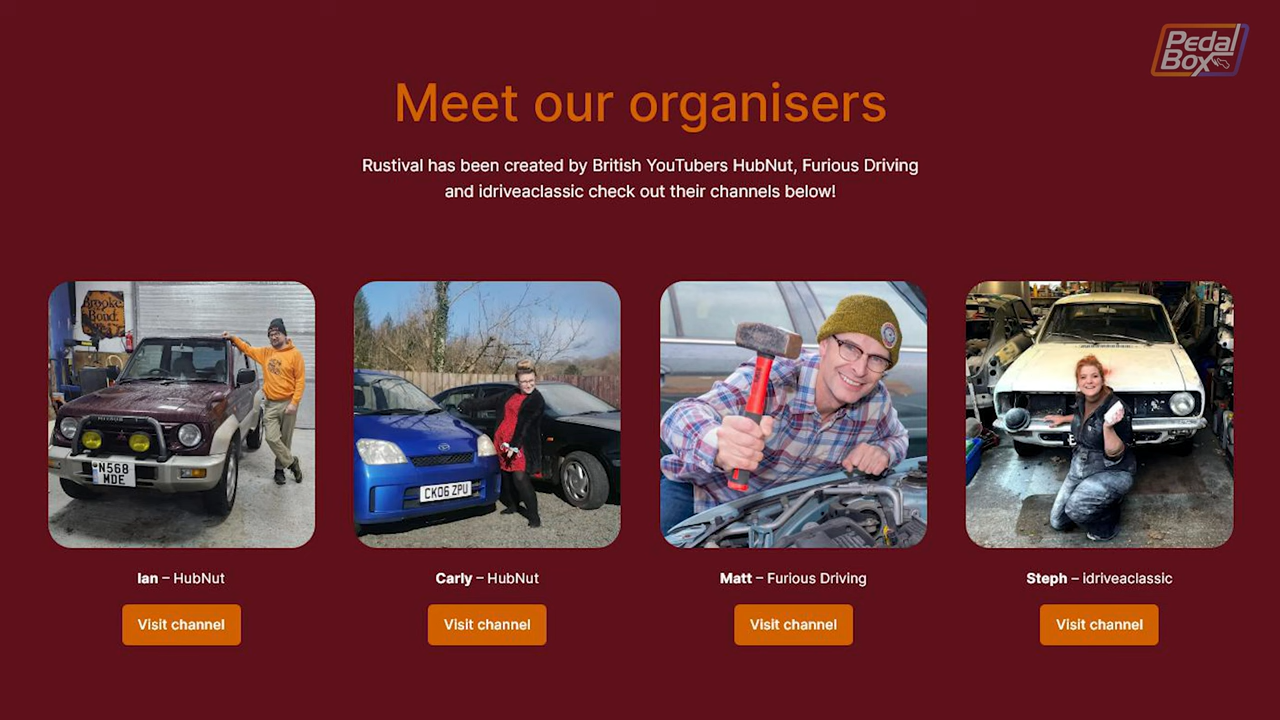 Pedal
Box
Meet our organisers
Rustival has been created by British YouTubers HubNut, Furious Driving
and idriveaclassic check out their channels below!
Brooke
Bond
N568
MDE
CK06 ZPU
Ian – HubNut
Carly – HubNut
Matt – Furious Driving
Steph – idriveaclassic
Visit channel
Visit channel
Visit channel
Visit channel